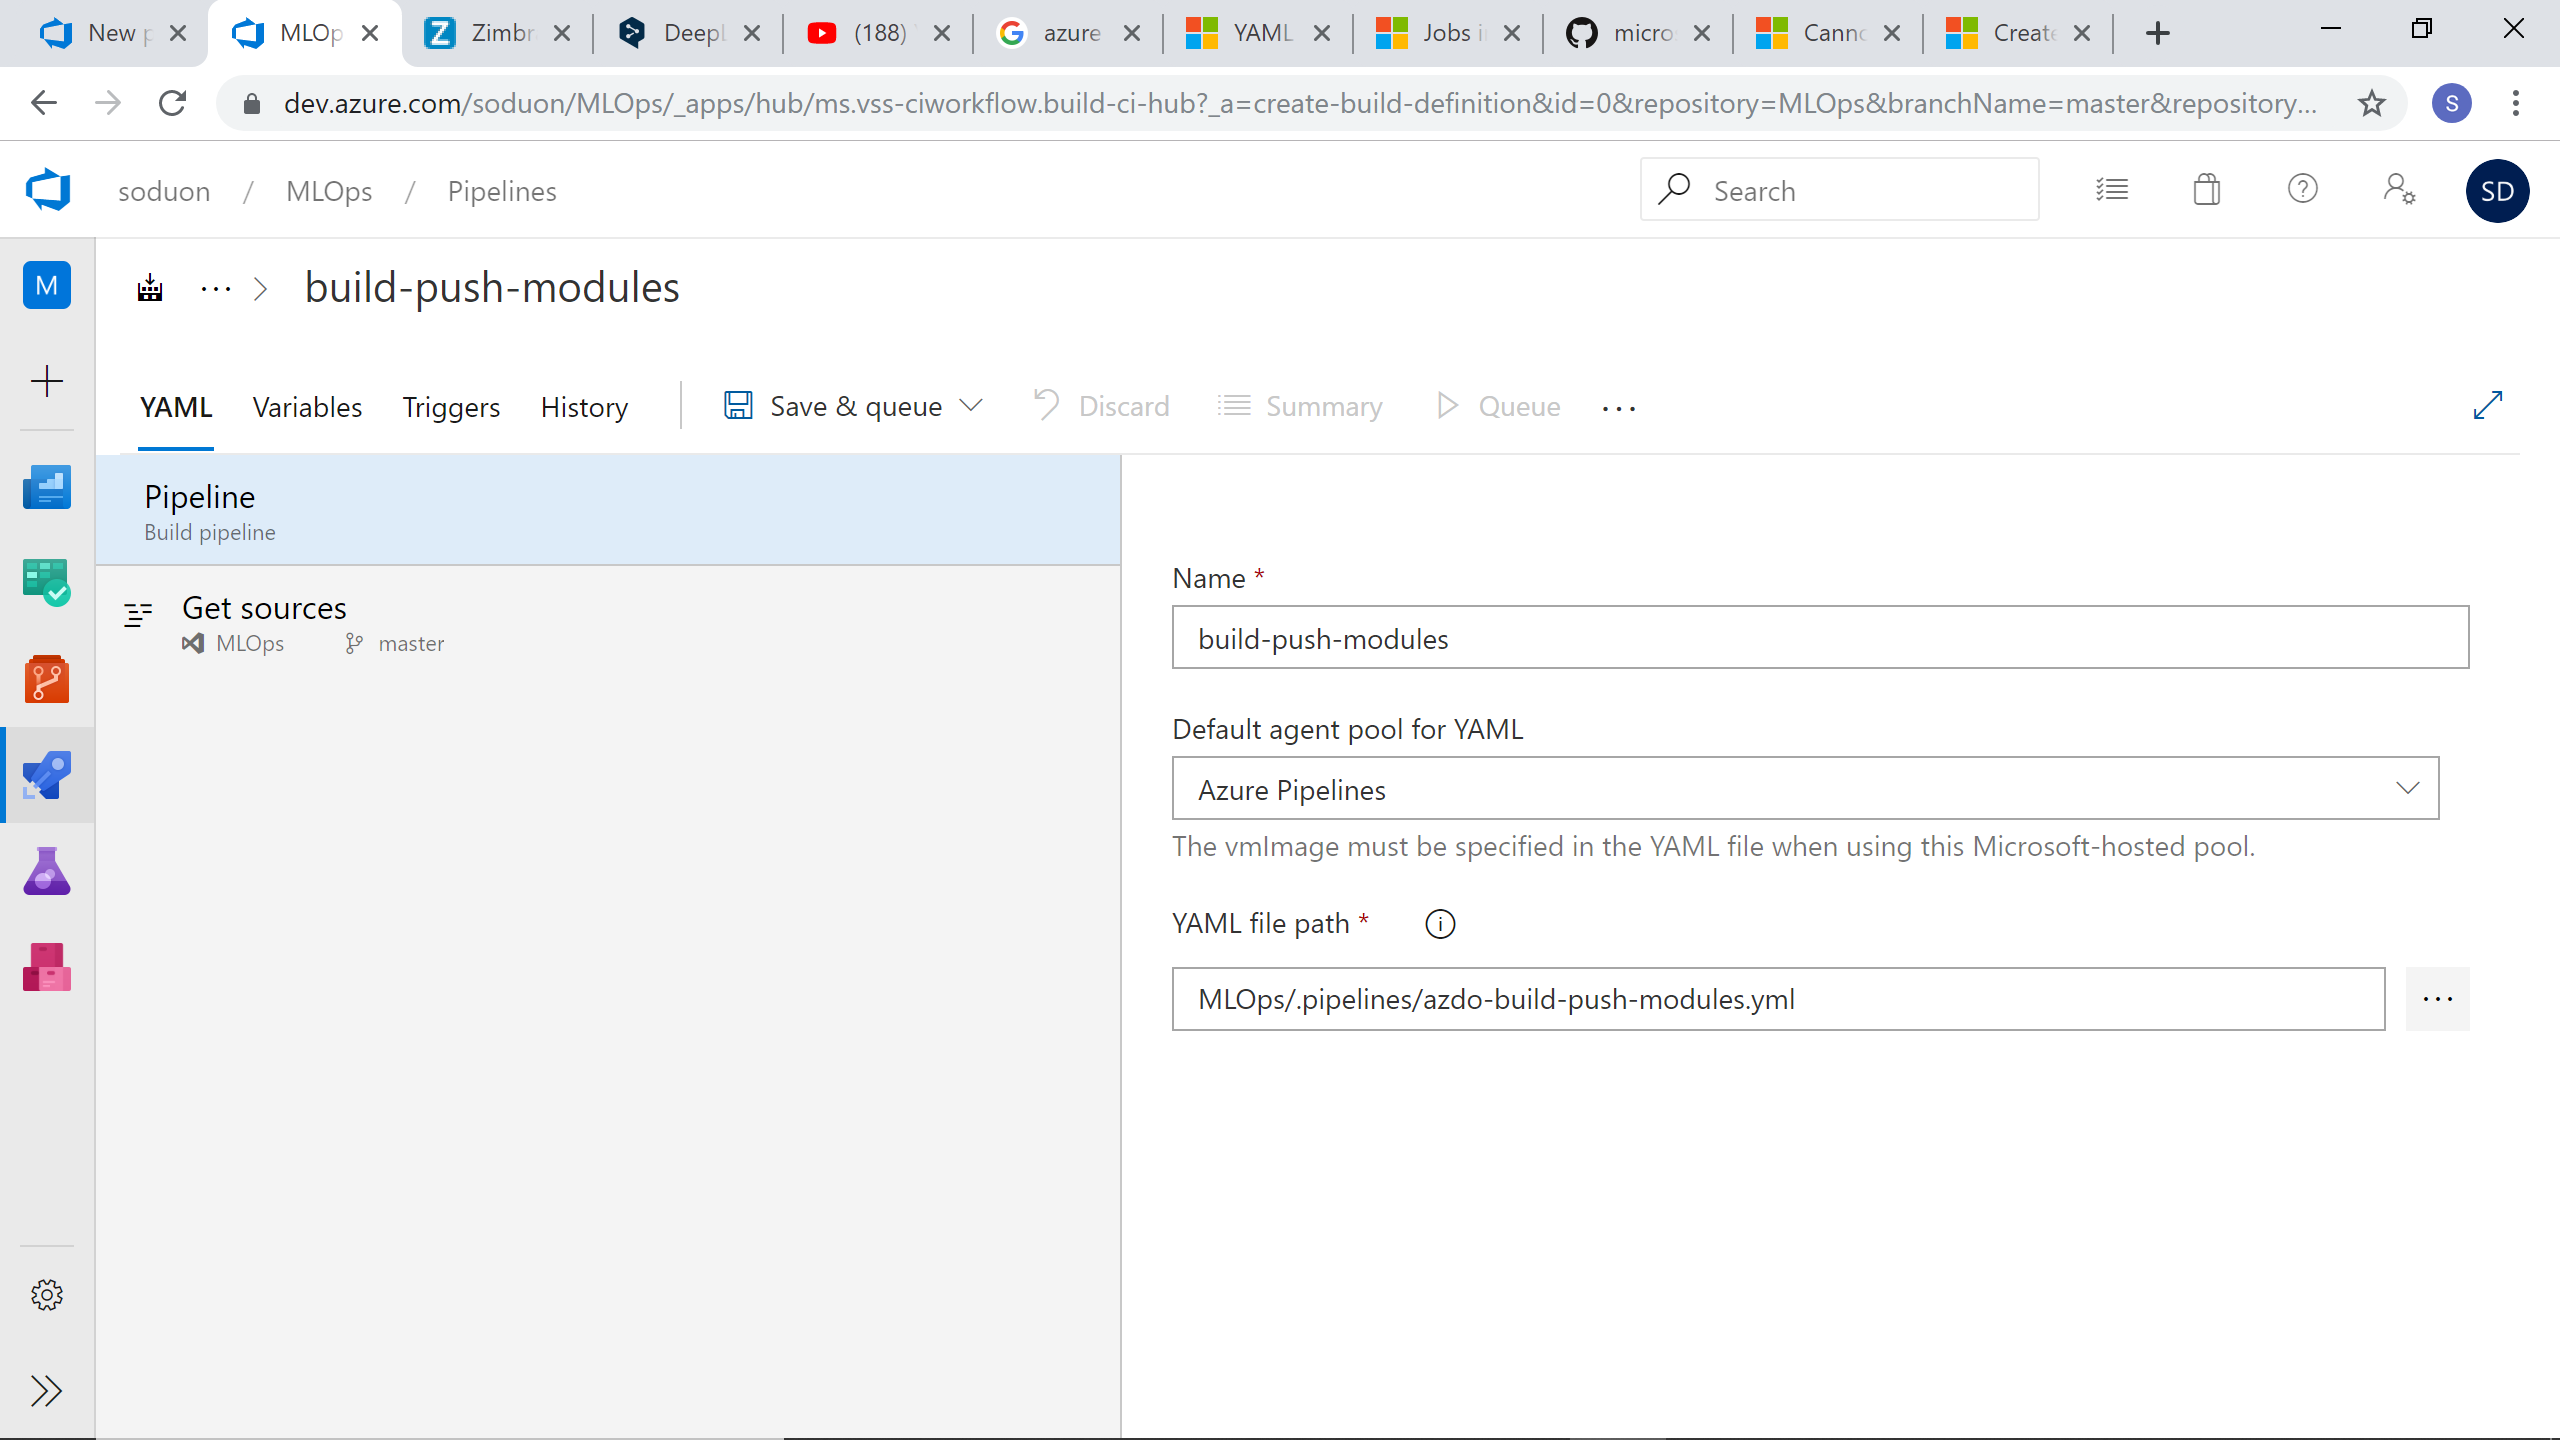 New p
MLOp
Zimbr
DeepL
(188)
azure
YAML
Jobs i
micro
Canno
Create
dev.azure.com/soduon/MLOps/_apps/hub/ms.vss-ciworkflow.build-ci-hub?_a=create-build-definition&id=0&repository=MLOps&branchName=master&repository...
S
soduon / MLOps / Pipelines
Search
SD
M
... > build-push-modules
YAML Variables Triggers History Save & queue Discard Summary Queue ...
Pipeline
Build pipeline
Get sources
MLOps master
Name *
build-push-modules
Default agent pool for YAML
Azure Pipelines
The vmImage must be specified in the YAML file when using this Microsoft-hosted pool.
YAML file path *
MLOps/.pipelines/azdo-build-push-modules.yml
...